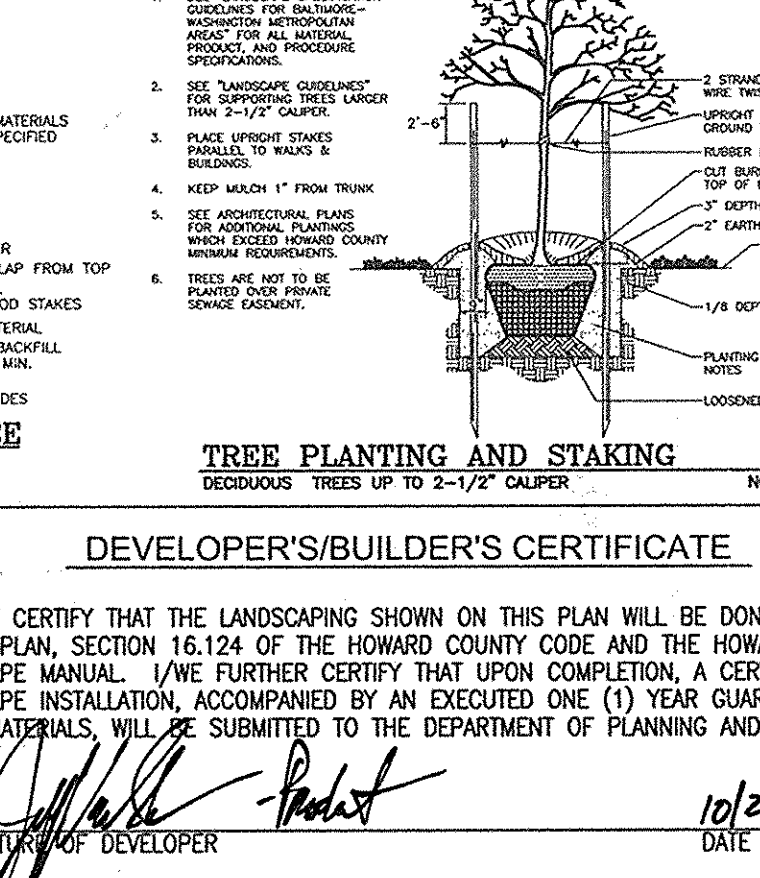 GUIDELINES FOR BALTIMORE-
WASHINGTON METROPOLITAN
AREAS" FOR ALL MATERIAL,
PRODUCT, AND PROCEDURE
SPECIFICATIONS.
2. SEE "LANDSCAPE GUIDELINES"
FOR SUPPORTING TREES LARGER
THAN 2-1/2" CALIPER.
3. PLACE UPRIGHT STAKES
PARALLEL TO WALKS &
BUILDINGS.
4. KEEP MULCH 1" FROM TRUNK
5. SEE ARCHITECTURAL PLANS
FOR ADDITIONAL PLANTINGS
WHICH EXCEED HOWARD COUNTY
MINIMUM REQUIREMENTS.
6. TREES ARE NOT TO BE
PLANTED OVER PRIVATE
SEWAGE EASEMENT.
MATERIALS
PECIFIED
R
LAP FROM TOP
OD STAKES
TERIAL
BACKFILL
MIN.
DES
CE
2'-6"
9"
2 STRAND
WIRE TWIS
UPRIGHT
GROUND
RUBBER
CUT BUR
TOP OF
3" DEPTH
2" EARTH
1/8 DEP
PLANTING
NOTES
LOOSENE
TREE PLANTING AND STAKING
DECIDUOUS TREES UP TO 2-1/2" CALIPER N
DEVELOPER'S/BUILDER'S CERTIFICATE
CERTIFY THAT THE LANDSCAPING SHOWN ON THIS PLAN WILL BE DON
PLAN, SECTION 16.124 OF THE HOWARD COUNTY CODE AND THE HOWA
PE MANUAL. I/WE FURTHER CERTIFY THAT UPON COMPLETION, A CER
PE INSTALLATION, ACCOMPANIED BY AN EXECUTED ONE (1) YEAR GUAR
MATERIALS, WILL BE SUBMITTED TO THE DEPARTMENT OF PLANNING AND
10/2
TURE OF DEVELOPER DATE